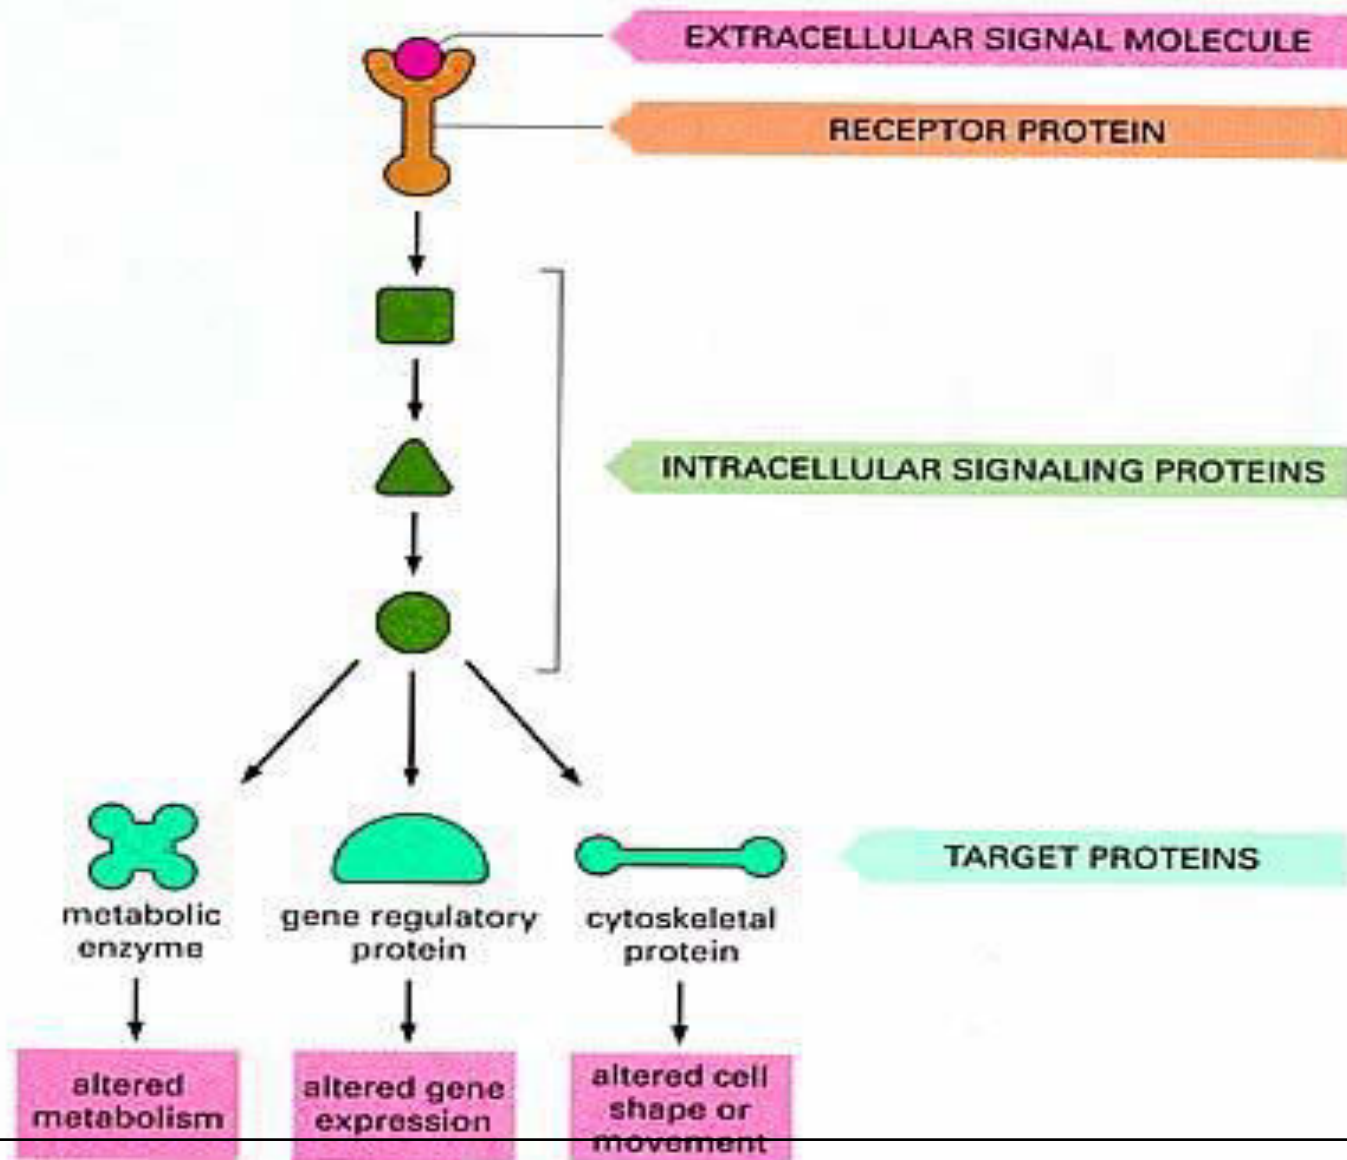 EXTRACELLULAR SIGNAL MOLECULE
RECEPTOR PROTEIN
INTRACELLULAR SIGNALING PROTEINS
TARGET PROTEINS
metabolic
enzyme
gene regulatory
protein
cytoskeletal
protein
altered
metabolism
altered gene
expression
altered cell
shape or
movement